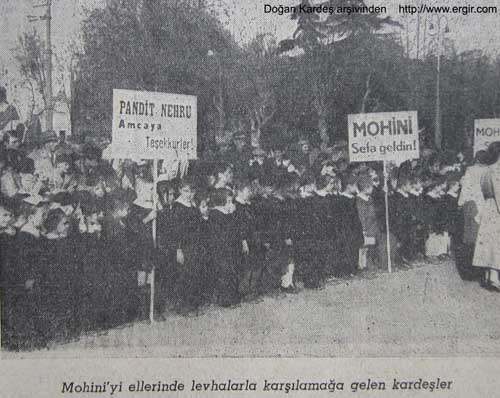 Doğan Kardeş arşivinden http://www.ergir.com/
PANDİT NEHRU
Amcaya
Teşekkürler!
MOHİNİ
Sefa geldin!
Mohini'yi ellerinde levhalarla karşılamağa gelen kardeşler